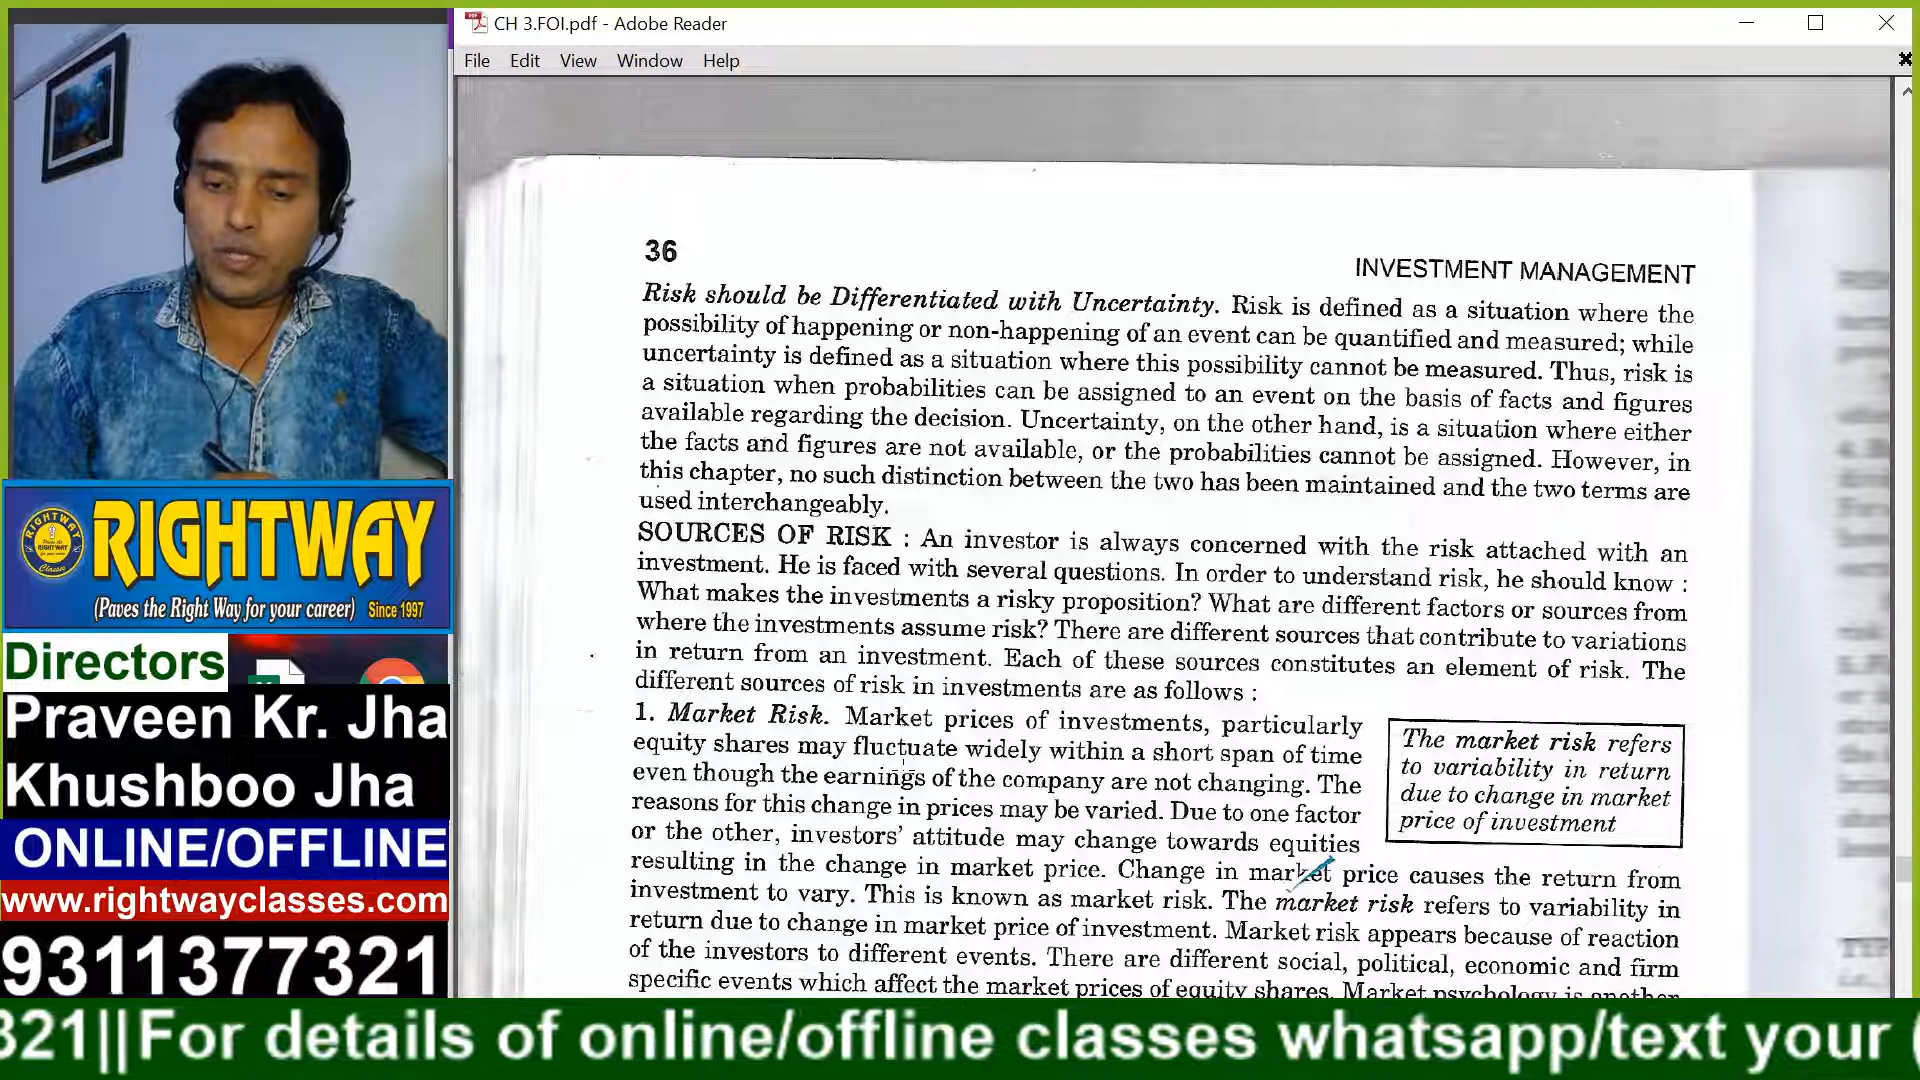 CH 3.FOI.pdf - Adobe Reader
File Edit View Window Help
36
INVESTMENT MANAGEMENT
Risk should be Differentiated with Uncertainty. Risk is defined as a situation where the
possibility of happening or non-happening of an event can be quantified and measured; while
uncertainty is defined as a situation where this possibility cannot be measured. Thus, risk is
a situation when probabilities can be assigned to an event on the basis of facts and figures
available regarding the decision. Uncertainty, on the other hand, is a situation where either
the facts and figures are not available, or the probabilities cannot be assigned. However, in
this chapter, no such distinction between the two has been maintained and the two terms are
used interchangeably.
SOURCES OF RISK : An investor is always concerned with the risk attached with an
investment. He is faced with several questions. In order to understand risk, he should know :
What makes the investments a risky proposition? What are different factors or sources from
where the investments assume risk? There are different sources that contribute to variations
in return from an investment. Each of these sources constitutes an element of risk. The
different sources of risk in investments are as follows :
1. Market Risk. Market prices of investments, particularly
equity shares may fluctuate widely within a short span of time
even though the earnings of the company are not changing. The
reasons for this change in prices may be varied. Due to one factor
or the other, investors' attitude may change towards equities
resulting in the change in market price. Change in market price causes the return from
investment to vary. This is known as market risk. The market risk refers to variability in
return due to change in market price of investment. Market risk appears because of reaction
of the investors to different events. There are different social, political, economic and firm
specific events which affect the market prices of equity shares. Market psychology is another
The market risk refers
to variability in return
due to change in market
price of investment
RIGHTWAY
RIGHTWAY
Classes
(Paves the Right Way for your career) Since 1997
Directors
Praveen Kr. Jha
Khushboo Jha
ONLINE/OFFLINE
www.rightwayclasses.com
9311377321
321||For details of online/offline classes whatsapp/text your (